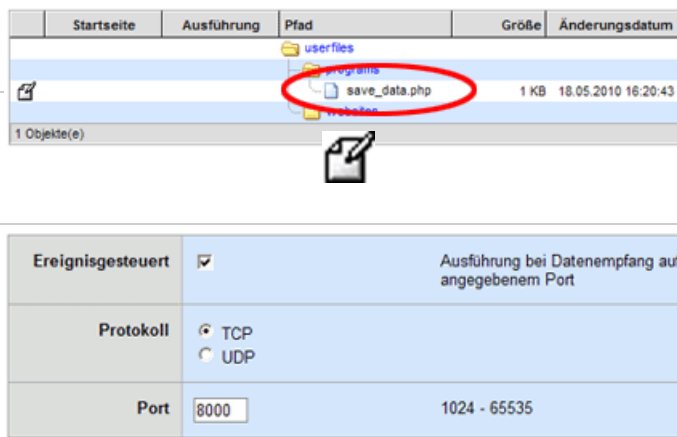 Startseite Ausführung Pfad Größe Änderungsdatum
userfiles
programs
save_data.php 1 KB 18.05.2010 16:20:43
websites
1 Objekte(e)
Ereignisgesteuert Ausführung bei Datenempfang auf
angegebenem Port
Protokoll TCP
UDP
Port 8000 1024 - 65535